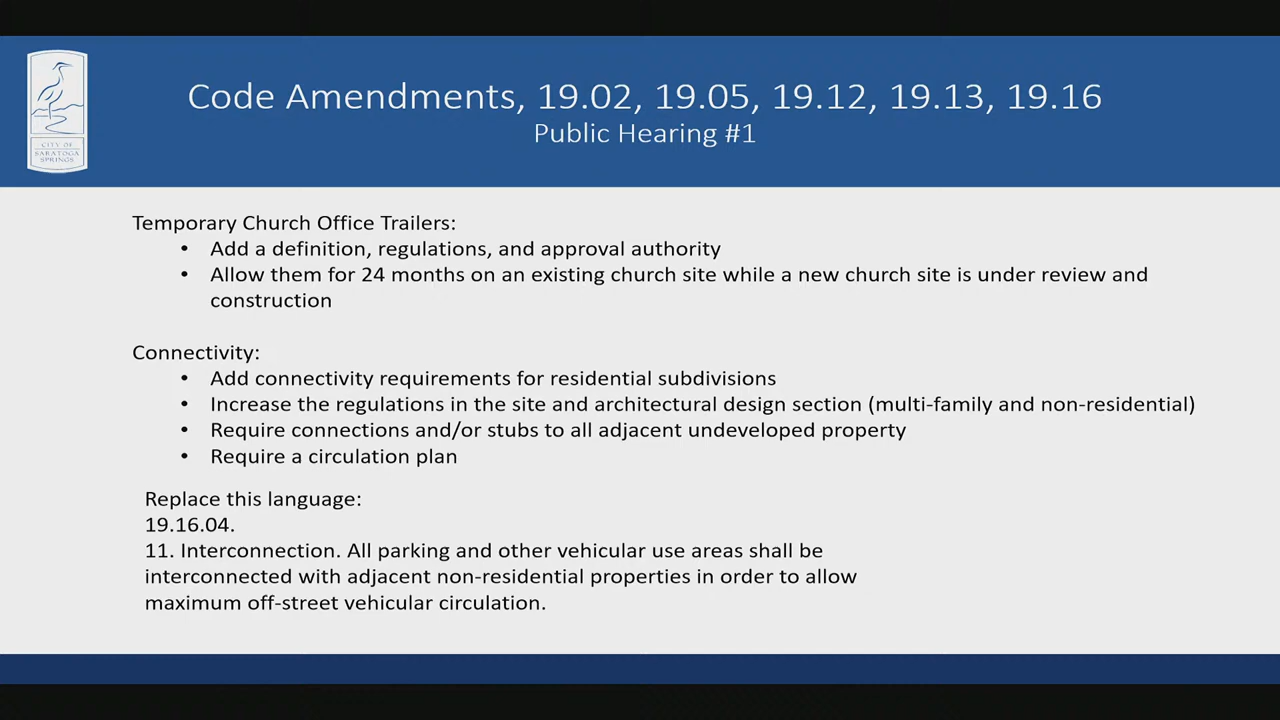 CITY OF
SARATOGA
SPRINGS
Code Amendments, 19.02, 19.05, 19.12, 19.13, 19.16
Public Hearing #1
Temporary Church Office Trailers:
• Add a definition, regulations, and approval authority
• Allow them for 24 months on an existing church site while a new church site is under review and
construction
Connectivity:
• Add connectivity requirements for residential subdivisions
• Increase the regulations in the site and architectural design section (multi-family and non-residential)
• Require connections and/or stubs to all adjacent undeveloped property
• Require a circulation plan
Replace this language:
19.16.04.
11. Interconnection. All parking and other vehicular use areas shall be
interconnected with adjacent non-residential properties in order to allow
maximum off-street vehicular circulation.